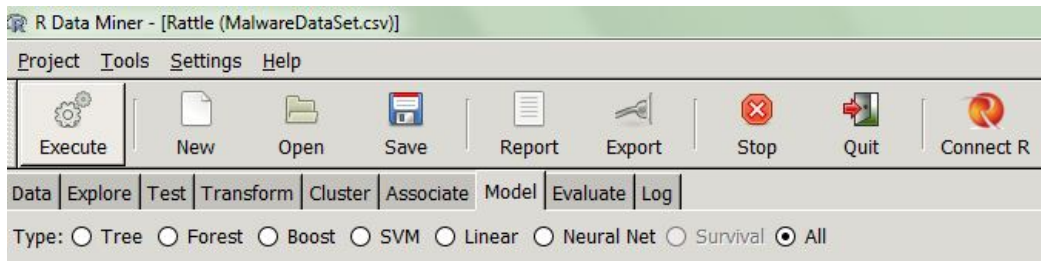 R Data Miner - [Rattle (MalwareDataSet.csv)]
Project Tools Settings Help
Execute New Open Save Report Export Stop Quit Connect R
Data Explore Test Transform Cluster Associate Model Evaluate Log
Type: Tree Forest Boost SVM Linear Neural Net Survival All